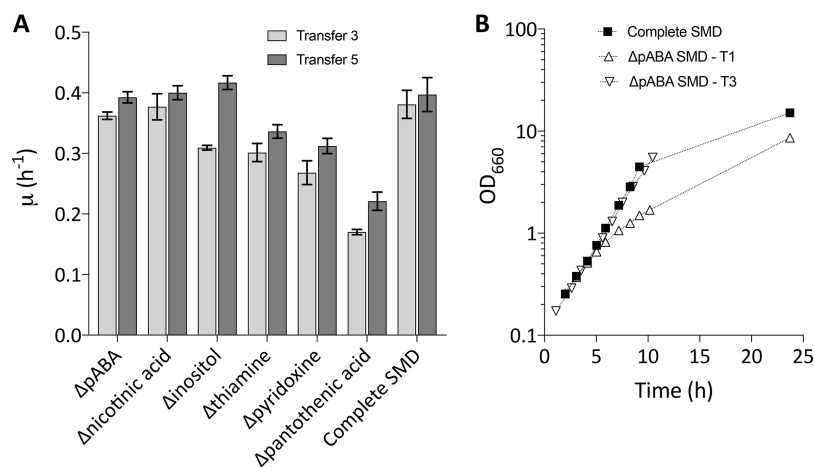 A
Transfer 3
Transfer 5
0.5
0.4
0.3
0.2
0.1
0.0
μ (h⁻¹)
ΔpABA
Δnicotinic acid
Δinositol
Δthiamine
Δpyridoxine
Δpantothenic acid
Complete SMD
B
Complete SMD
ΔpABA SMD - T1
ΔpABA SMD - T3
100
10
1
0.1
OD₆₆₀
0 5 10 15 20 25
Time (h)